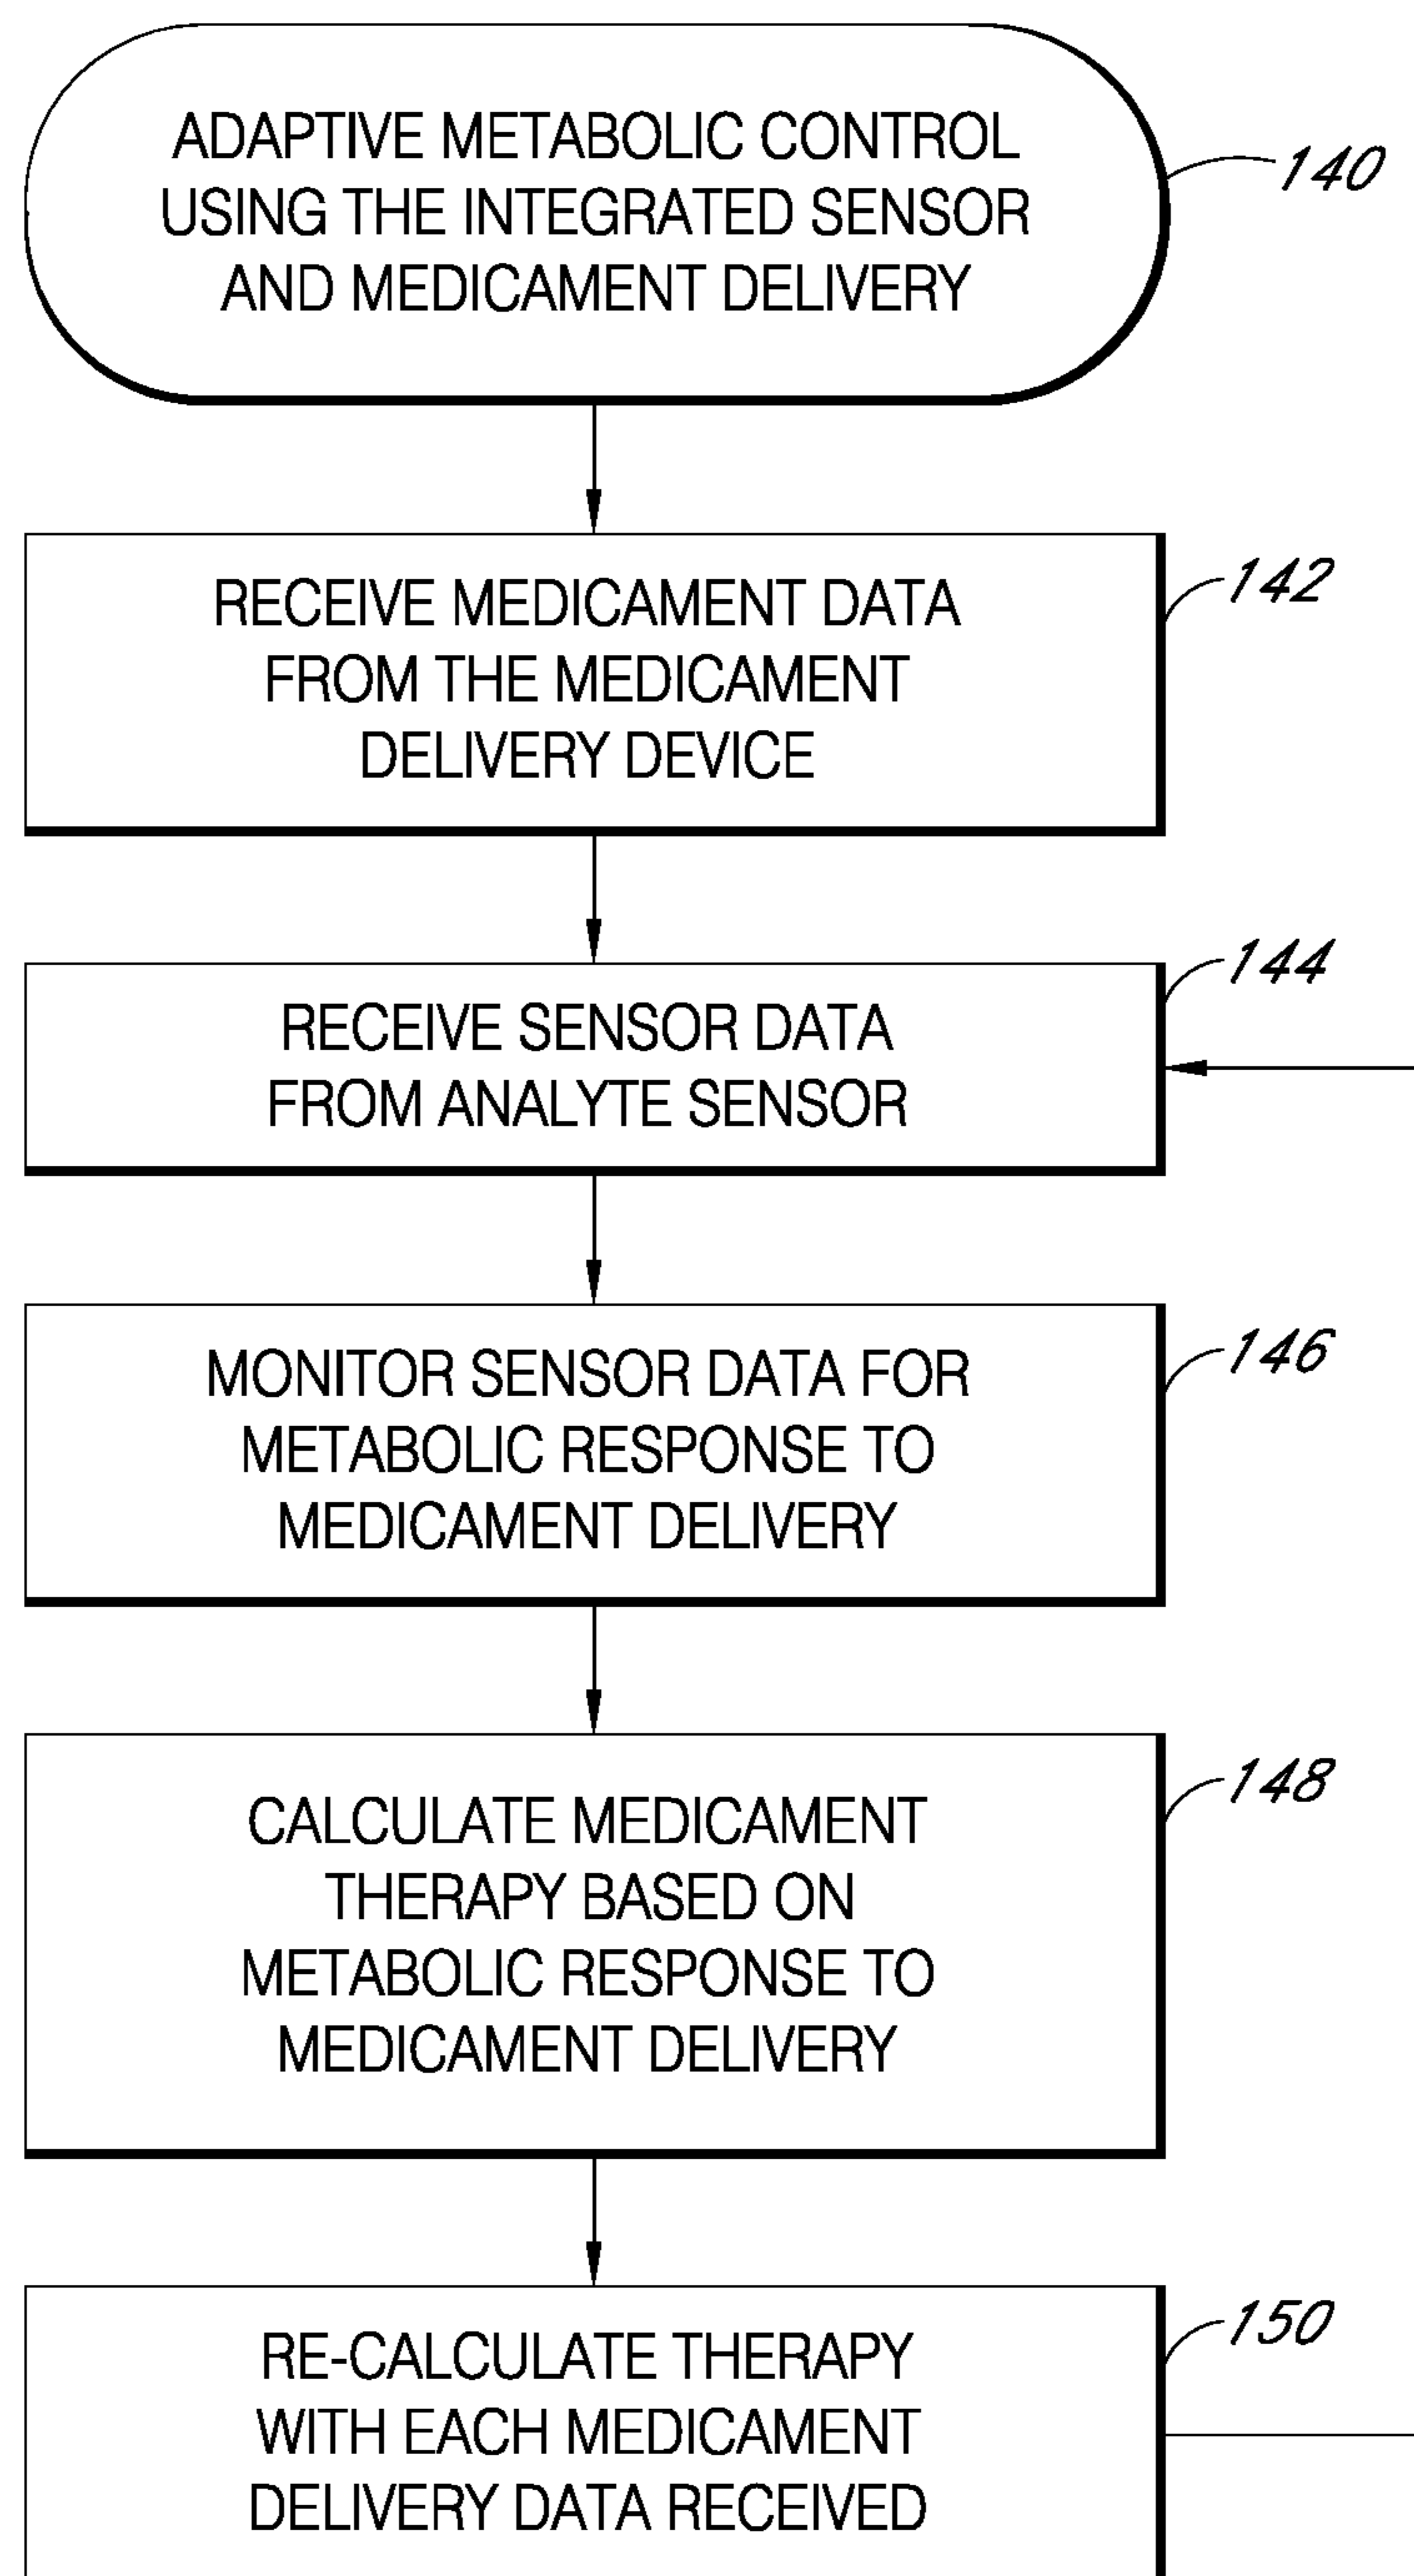 ADAPTIVE METABOLIC CONTROL
USING THE INTEGRATED SENSOR
AND MEDICAMENT DELIVERY
140
RECEIVE MEDICAMENT DATA
FROM THE MEDICAMENT
DELIVERY DEVICE
142
RECEIVE SENSOR DATA
FROM ANALYTE SENSOR
144
MONITOR SENSOR DATA FOR
METABOLIC RESPONSE TO
MEDICAMENT DELIVERY
146
CALCULATE MEDICAMENT
THERAPY BASED ON
METABOLIC RESPONSE TO
MEDICAMENT DELIVERY
148
RE-CALCULATE THERAPY
WITH EACH MEDICAMENT
DELIVERY DATA RECEIVED
150